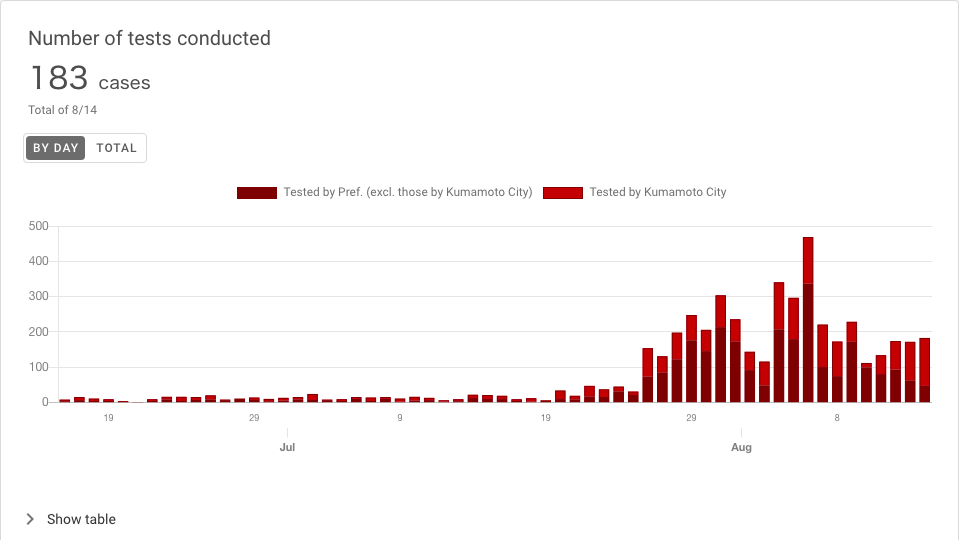 Number of tests conducted
183 cases
Total of 8/14
BY DAY TOTAL
Tested by Pref. (excl. those by Kumamoto City) Tested by Kumamoto City
500
400
300
200
100
0
19 29 9 19 29 8
Jul Aug
Show table